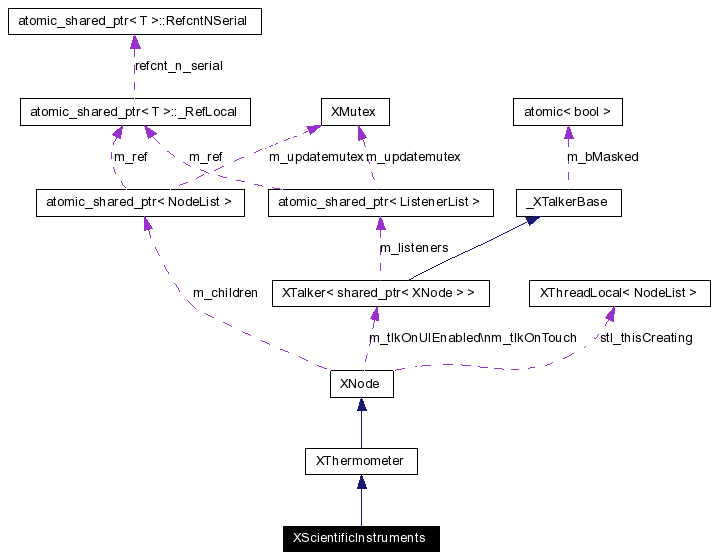 atomic_shared_ptr< T >::RefcntNSerial
refcnt_n_serial
atomic_shared_ptr< T >::_RefLocal
XMutex
atomic< bool >
m_ref
m_ref
m_updatemutex
m_updatemutex
m_bMasked
atomic_shared_ptr< NodeList >
atomic_shared_ptr< ListenerList >
_XTalkerBase
m_listeners
m_children
XTalker< shared_ptr< XNode > >
XThreadLocal< NodeList >
m_tlkOnUIEnabled\nm_tlkOnTouch
stl_thisCreating
XNode
XThermometer
XScientificInstruments